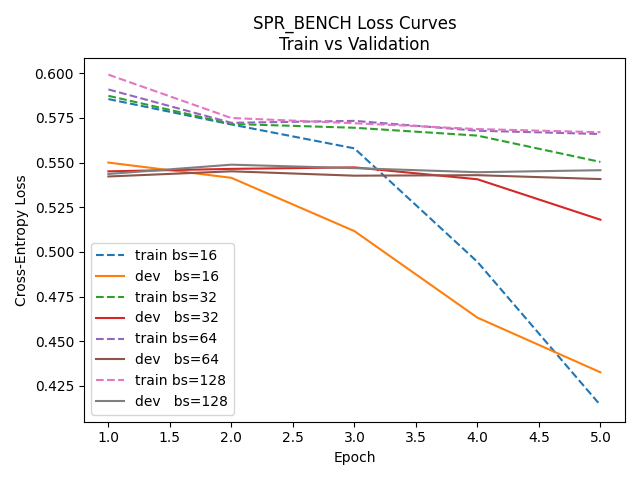 SPR_BENCH Loss Curves
Train vs Validation
Cross-Entropy Loss
0.600
0.575
0.550
0.525
0.500
0.475
0.450
0.425
train bs=16
dev   bs=16
train bs=32
dev   bs=32
train bs=64
dev   bs=64
train bs=128
dev   bs=128
1.0 1.5 2.0 2.5 3.0 3.5 4.0 4.5 5.0
Epoch